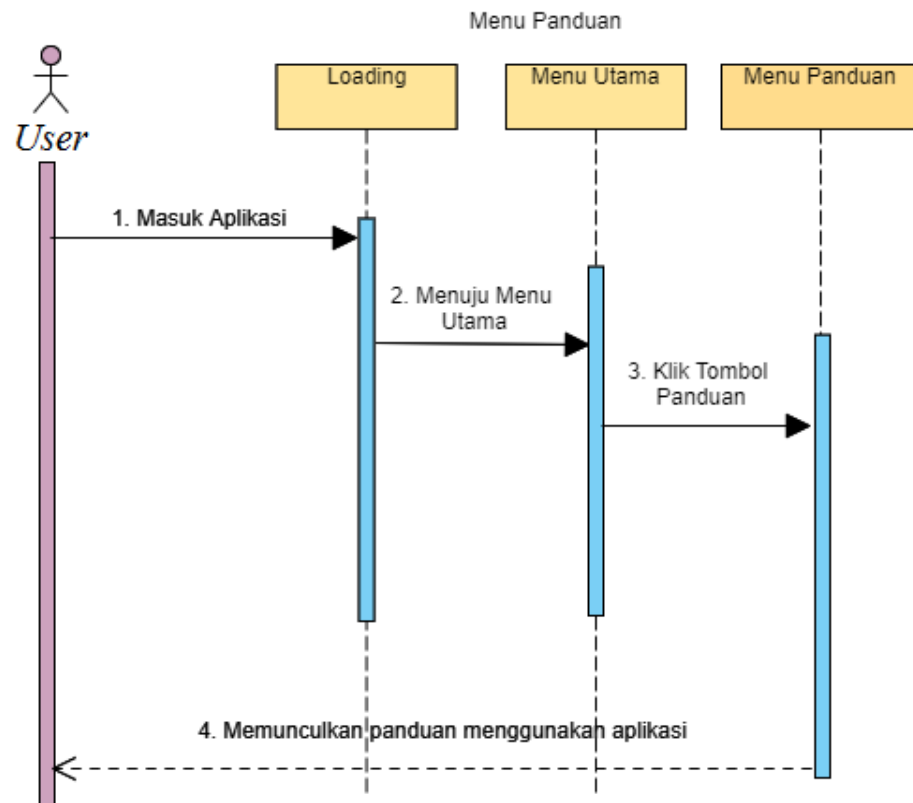 Menu Panduan
Loading
Menu Utama
Menu Panduan
User
1. Masuk Aplikasi
2. Menuju Menu
Utama
3. Klik Tombol
Panduan
4. Memunculkan panduan menggunakan aplikasi